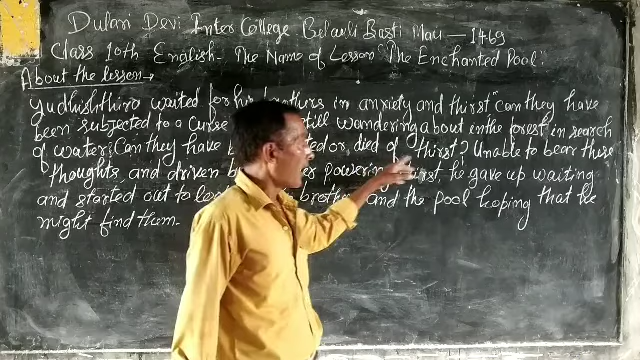 Dulari Devi Inter College Belauli Basti Mau — 1469
Class 10th English - The Name of Lesson "The Enchanted Pool:
About the lesson→
Yudhishthira waited for his brothers in anxiety and thirst "can they have
been subjected to a curse still wandering about in the forest in search
of water? Can they have or died of thirst? Unable to bear these
thoughts and driven powering thirst, he gave up waiting
and started out to brother and the pool hoping that he
might find them.